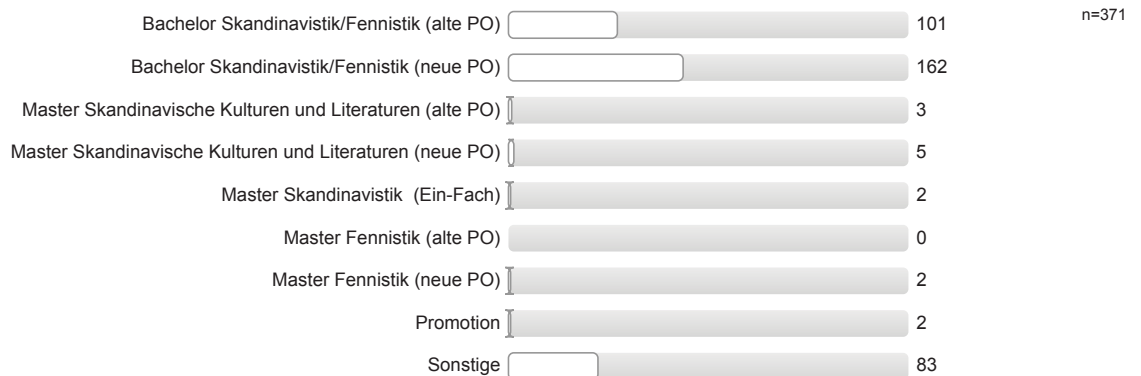 Bachelor Skandinavistik/Fennistik (alte PO) 101 n=371
Bachelor Skandinavistik/Fennistik (neue PO) 162
Master Skandinavische Kulturen und Literaturen (alte PO) 3
Master Skandinavische Kulturen und Literaturen (neue PO) 5
Master Skandinavistik (Ein-Fach) 2
Master Fennistik (alte PO) 0
Master Fennistik (neue PO) 2
Promotion 2
Sonstige 83